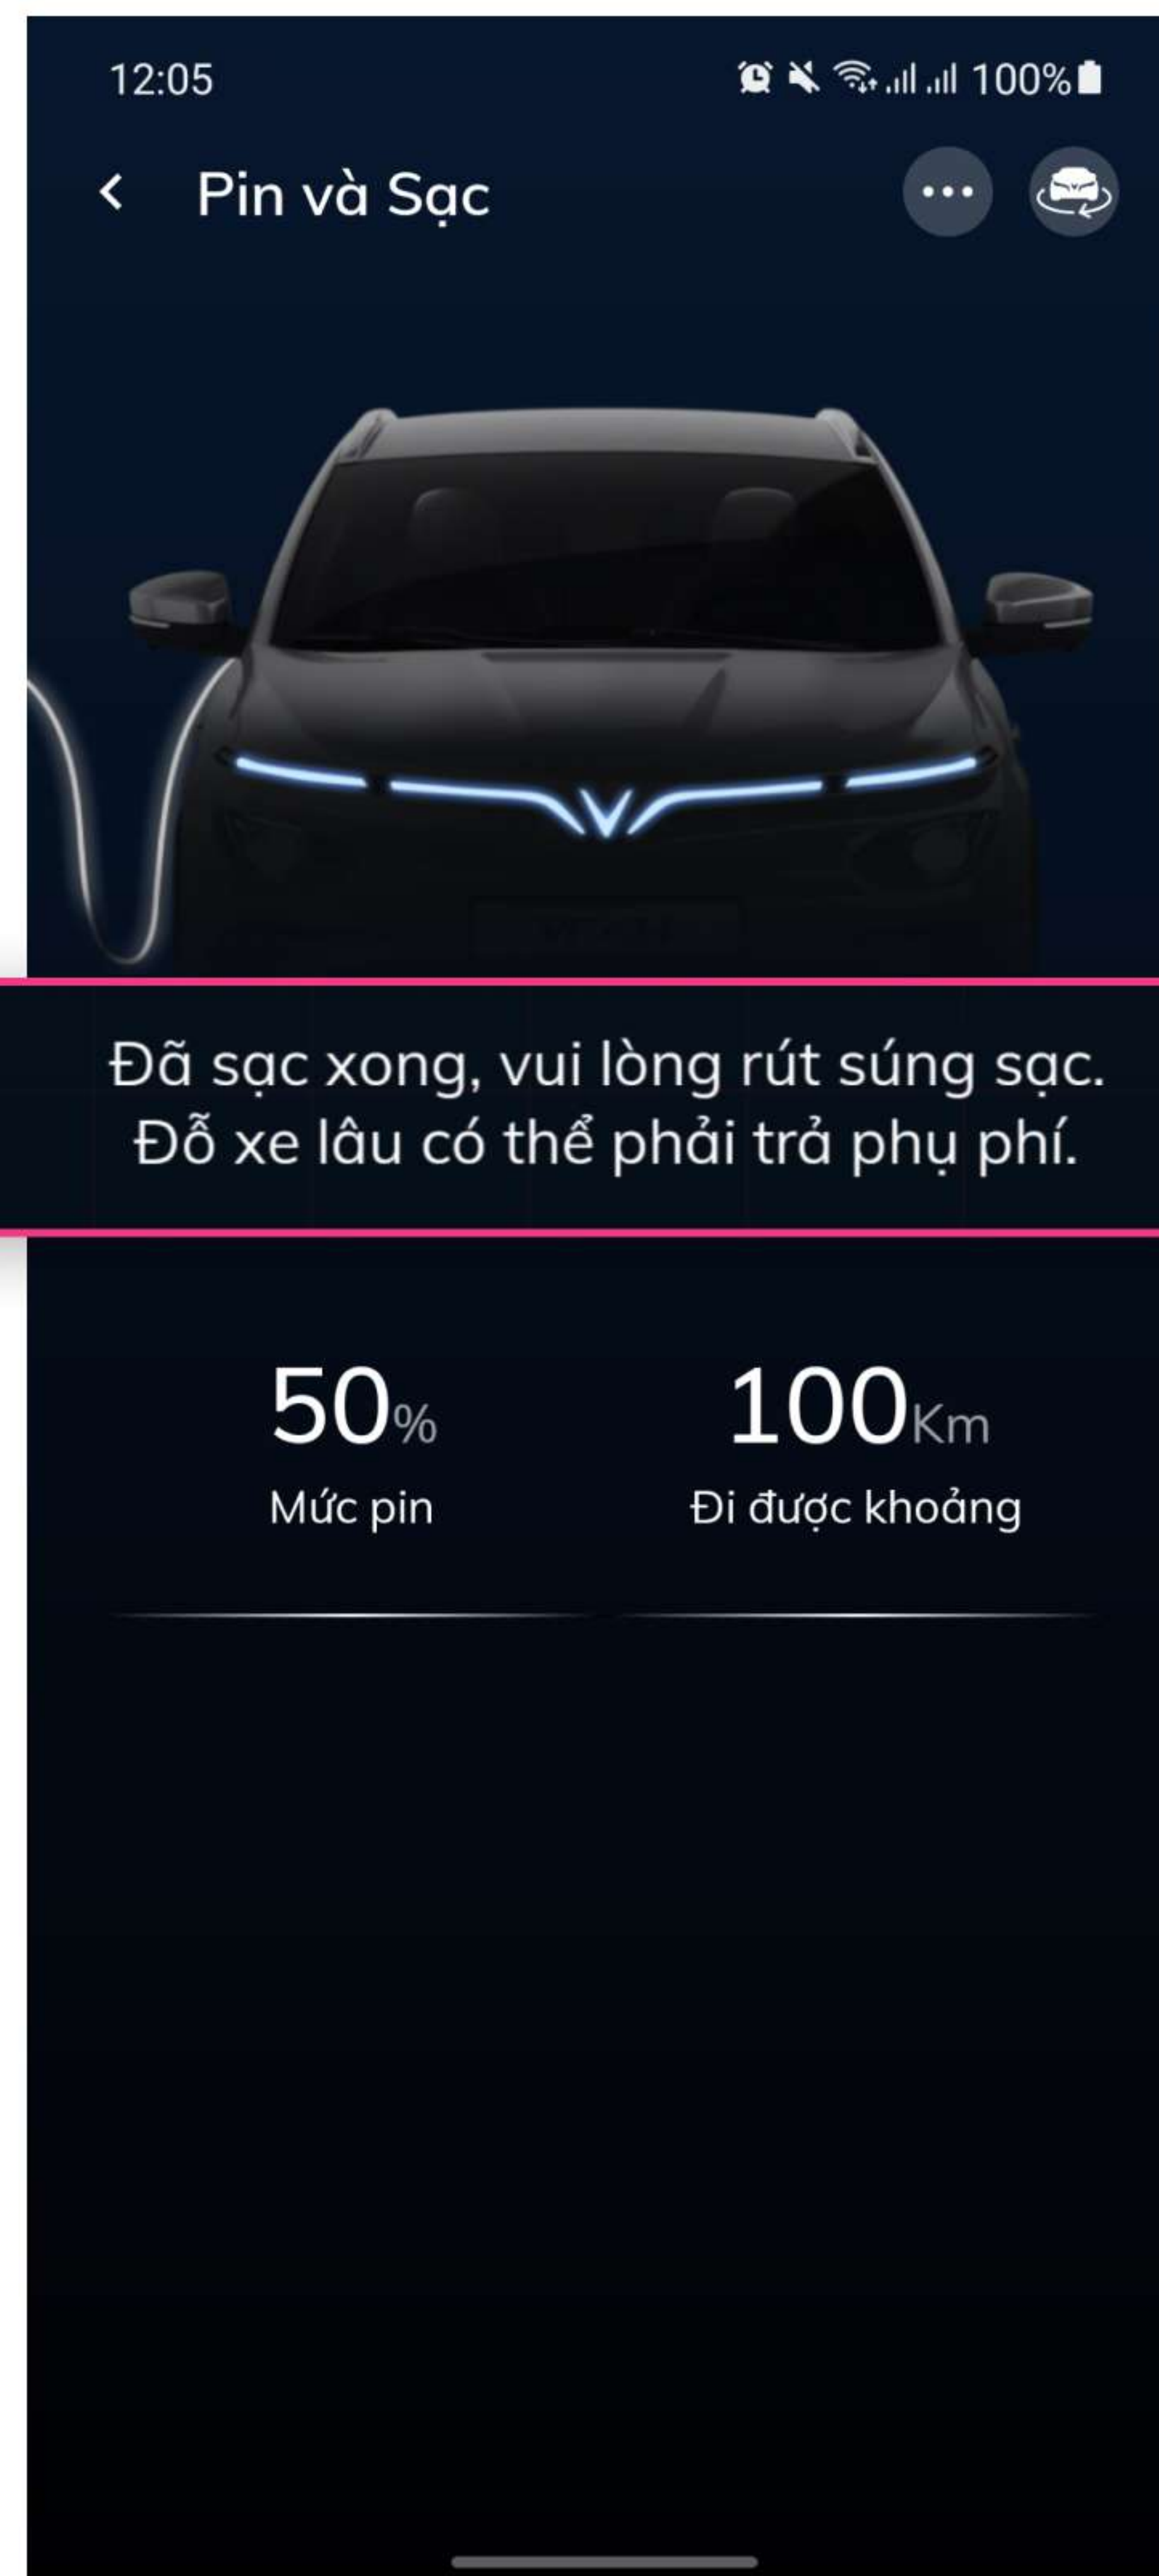 12:05
100%
Pin và Sạc
Đã sạc xong, vui lòng rút súng sạc.
Đỗ xe lâu có thể phải trả phụ phí.
50% 100Km
Mức pin Đi được khoảng